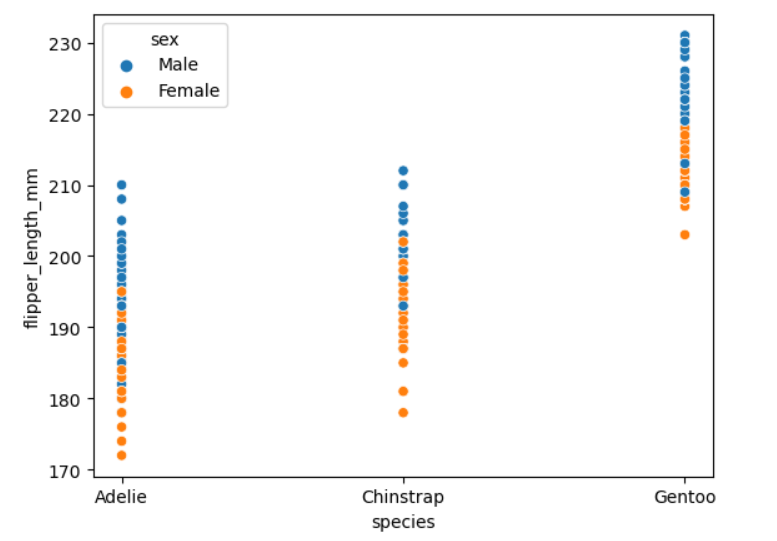 sex
Male
Female
230
220
210
200
190
180
170
flipper_length_mm
Adelie Chinstrap Gentoo
species